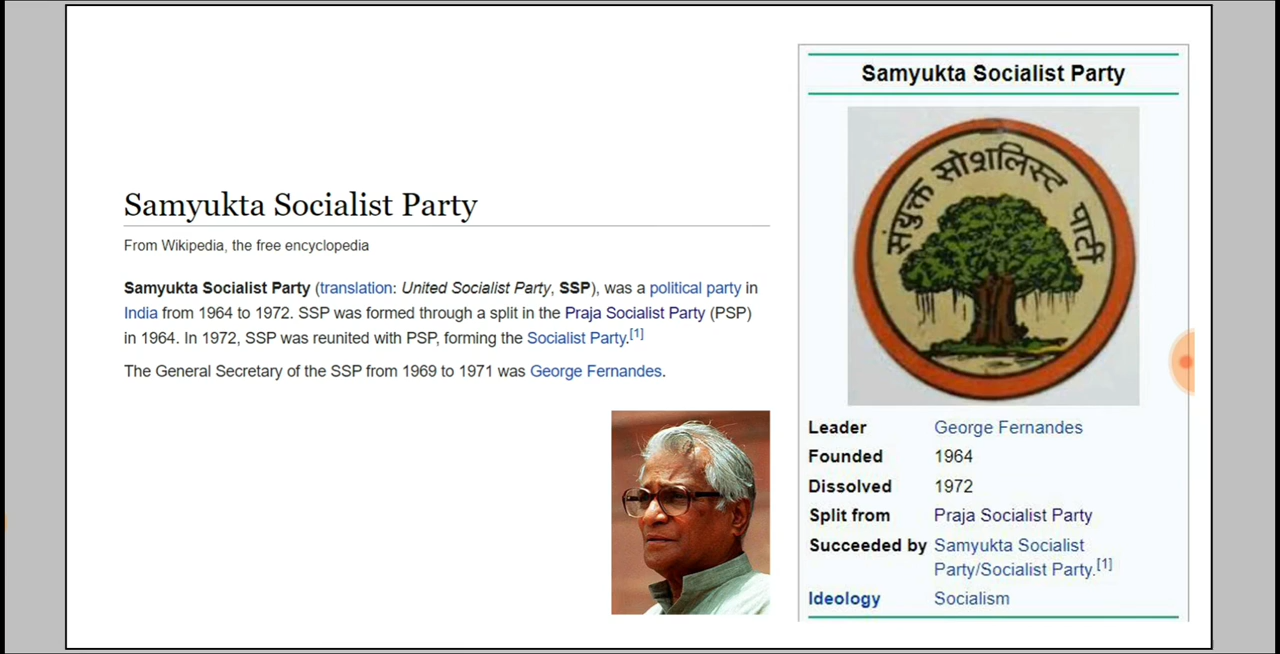 Samyukta Socialist Party
From Wikipedia, the free encyclopedia
Samyukta Socialist Party (translation: United Socialist Party, SSP), was a political party in
India from 1964 to 1972. SSP was formed through a split in the Praja Socialist Party (PSP)
in 1964. In 1972, SSP was reunited with PSP, forming the Socialist Party.[1]
The General Secretary of the SSP from 1969 to 1971 was George Fernandes.
Samyukta Socialist Party
संयुक्त सोशलिस्ट पार्टी
Leader George Fernandes
Founded 1964
Dissolved 1972
Split from Praja Socialist Party
Succeeded by Samyukta Socialist
Party/Socialist Party.[1]
Ideology Socialism